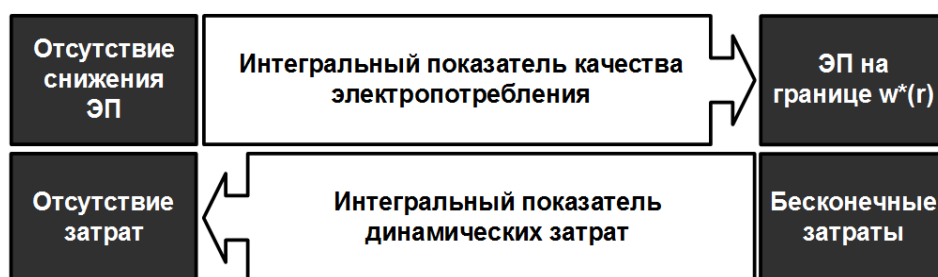 Отсутствие
снижения
ЭП
Интегральный показатель качества
электропотребления
ЭП на
границе w*(r)
Отсутствие
затрат
Интегральный показатель
динамических затрат
Бесконечные
затраты